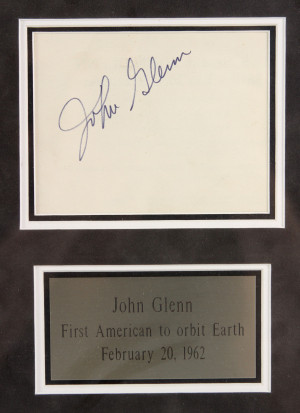 John Glenn
John Glenn
First American to orbit Earth
February 20, 1962